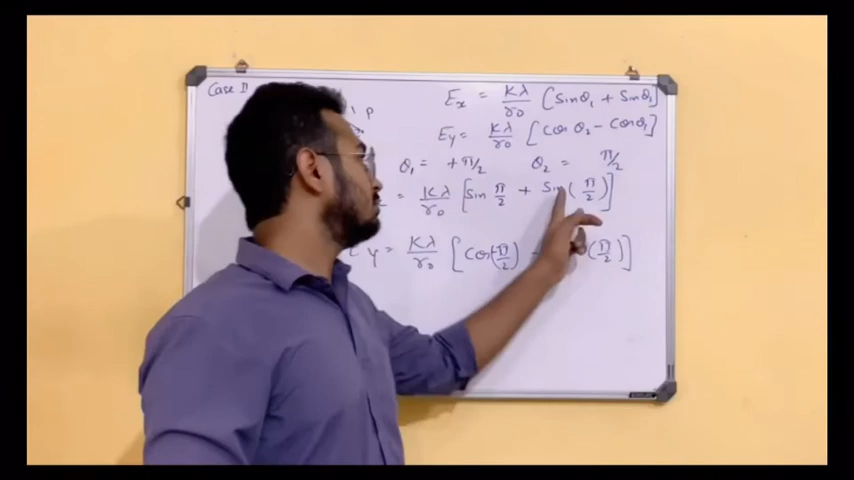 Case II
P
Ex = Kλ/r₀ [Sinθ₁ + Sinθ₂]
Ey = Kλ/r₀ [Cosθ₂ - Cosθ₁]
θ₁ = +π/2 θ₂ = π/2
= Kλ/r₀ [Sin π/2 + Sin (π/2)]
Ey = Kλ/r₀ [Cos(π/2) - (π/2)]